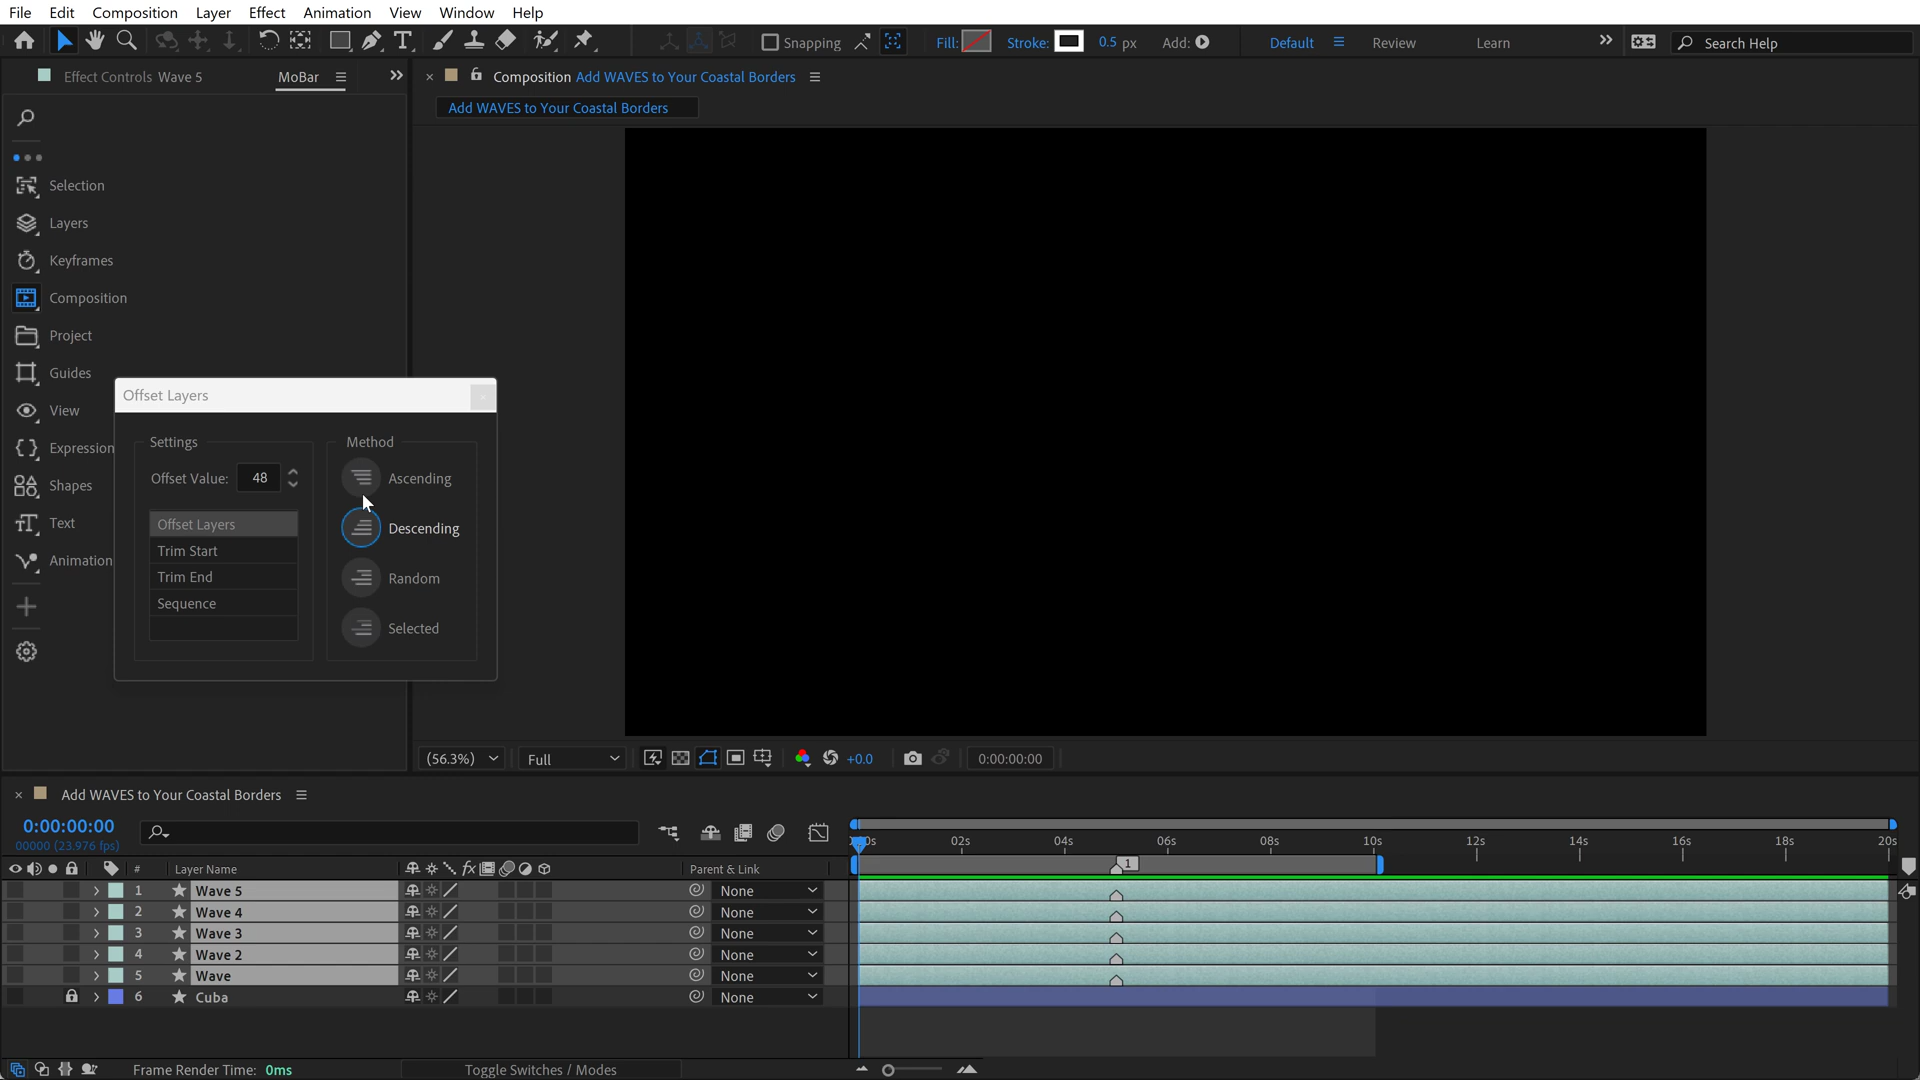 File Edit Composition Layer Effect Animation View Window Help
Snapping Fill: Stroke: 0.5 px Add: Default Review Learn Search Help
Effect Controls Wave 5 MoBar Composition Add WAVES to Your Coastal Borders
Add WAVES to Your Coastal Borders
Selection
Layers
Keyframes
Composition
Project
Guides
View
Expression
Shapes
Text
Animation
Offset Layers
Settings Method
Offset Value: 48 Ascending
Offset Layers Descending
Trim Start
Trim End Random
Sequence
Selected
(56.3%) Full +0.0 0:00:00:00
Add WAVES to Your Coastal Borders
0:00:00:00
00000 (23.976 fps)
02s 04s 06s 08s 10s 12s 14s 16s 18s 20s
1
# Layer Name fx Parent & Link
1 Wave 5 None
2 Wave 4 None
3 Wave 3 None
4 Wave 2 None
5 Wave None
6 Cuba None
Frame Render Time: 0ms Toggle Switches / Modes